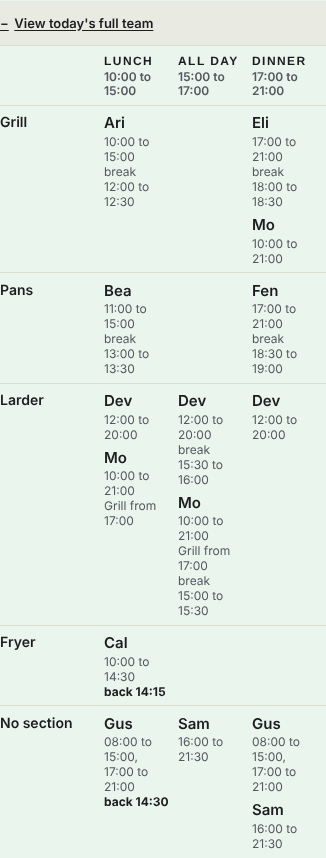 – View today's full team
LUNCH ALL DAY DINNER
10:00 to 15:00 to 17:00 to
15:00 17:00 21:00
Grill Ari Eli
10:00 to 17:00 to
15:00 21:00
break break
12:00 to 18:00 to
12:30 18:30
Mo
10:00 to
21:00
Pans Bea Fen
11:00 to 17:00 to
15:00 21:00
break break
13:00 to 18:30 to
13:30 19:00
Larder Dev Dev Dev
12:00 to 12:00 to 12:00 to
20:00 20:00 20:00
break
Mo 15:30 to
10:00 to 16:00
21:00 Mo
Grill from 10:00 to
17:00 21:00
Grill from
17:00
break
15:00 to
15:30
Fryer Cal
10:00 to
14:30
back 14:15
No section Gus Sam Gus
08:00 to 16:00 to 08:00 to
15:00, 21:30 15:00,
17:00 to 17:00 to
21:00 21:00
back 14:30
Sam
16:00 to
21:30